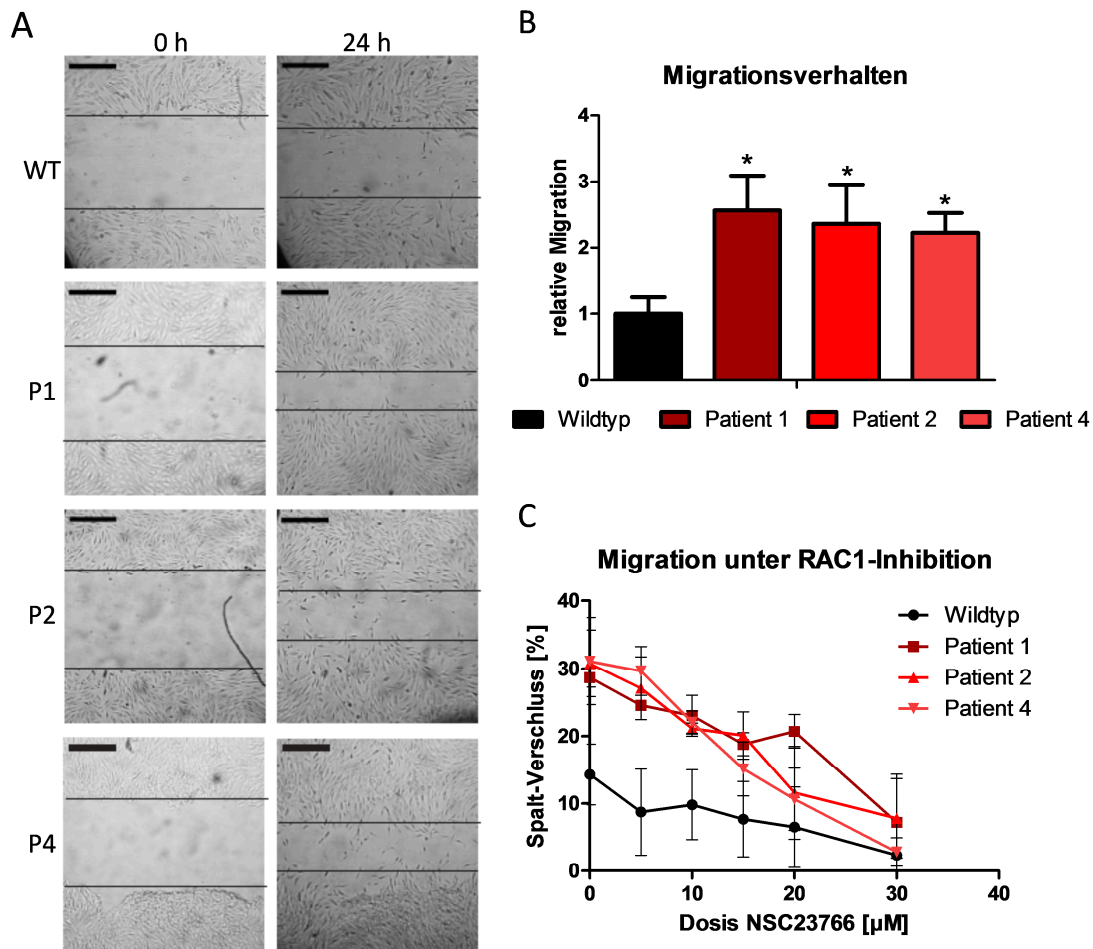 A
0 h
24 h
WT
P1
P2
P4
B
Migrationsverhalten
relative Migration
4
3
2
1
0
*
*
*
Wildtyp
Patient 1
Patient 2
Patient 4
C
Migration unter RAC1-Inhibition
Spalt-Verschluss [%]
40
30
20
10
0
Wildtyp
Patient 1
Patient 2
Patient 4
0
10
20
30
40
Dosis NSC23766 [µM]